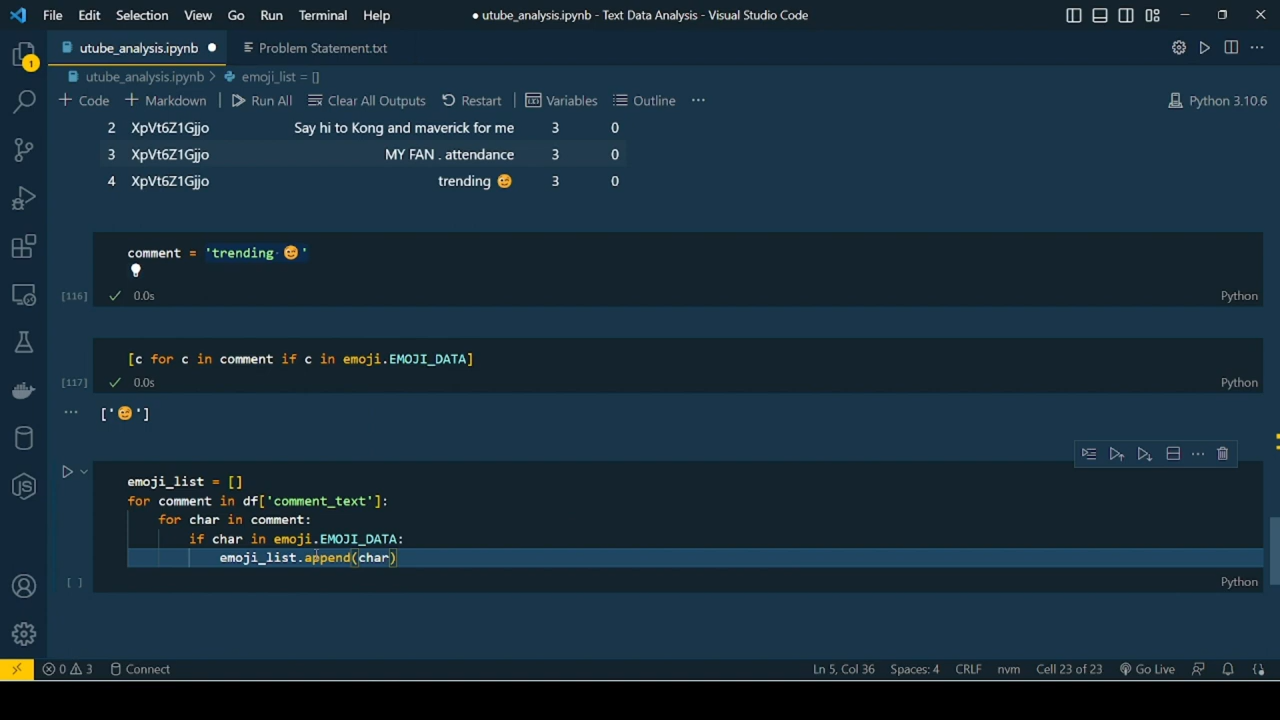 File Edit Selection View Go Run Terminal Help ● utube_analysis.ipynb - Text Data Analysis - Visual Studio Code
utube_analysis.ipynb ● Problem Statement.txt
1
utube_analysis.ipynb > emoji_list = []
+ Code + Markdown | Run All Clear All Outputs Restart | Variables Outline ··· Python 3.10.6
2 XpVt6Z1Gjjo Say hi to Kong and maverick for me 3 0
3 XpVt6Z1Gjjo MY FAN . attendance 3 0
4 XpVt6Z1Gjjo trending 😉 3 0
comment = 'trending 😉'
[116] ✓ 0.0s Python
[c for c in comment if c in emoji.EMOJI_DATA]
[117] ✓ 0.0s Python
··· ['😉']
emoji_list = []
for comment in df['comment_text']:
for char in comment:
if char in emoji.EMOJI_DATA:
emoji_list.append(char)
[ ] Python
0 3 Connect Ln 5, Col 36 Spaces: 4 CRLF nvm Cell 23 of 23 Go Live